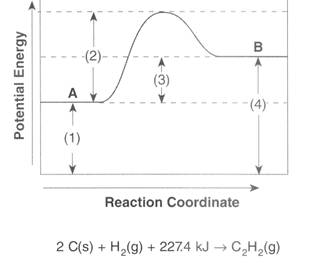 Potential Energy
A
B
(1)
(2)
(3)
(4)
Reaction Coordinate
2 C(s) + H₂(g) + 227.4 kJ → C₂H₂(g)